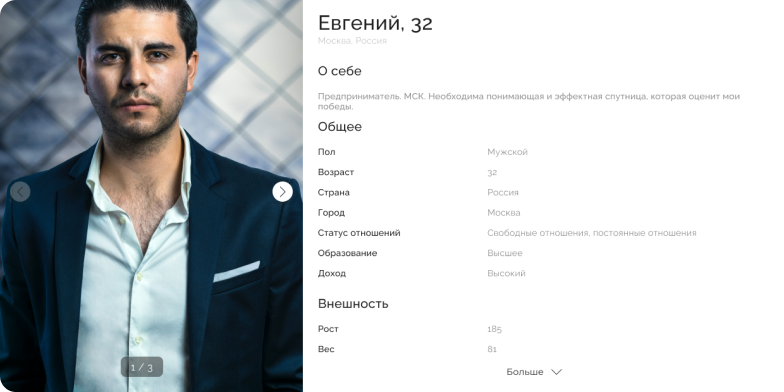 Евгений, 32
Москва, Россия
О себе
Предприниматель. МСК. Необходима понимающая и эффектная спутница, которая оценит мои
победы.
Общее
Пол Мужской
Возраст 32
Страна Россия
Город Москва
Статус отношений Свободные отношения, постоянные отношения
Образование Высшее
Доход Высокий
Внешность
Рост 185
Вес 81
1 / 3
Больше